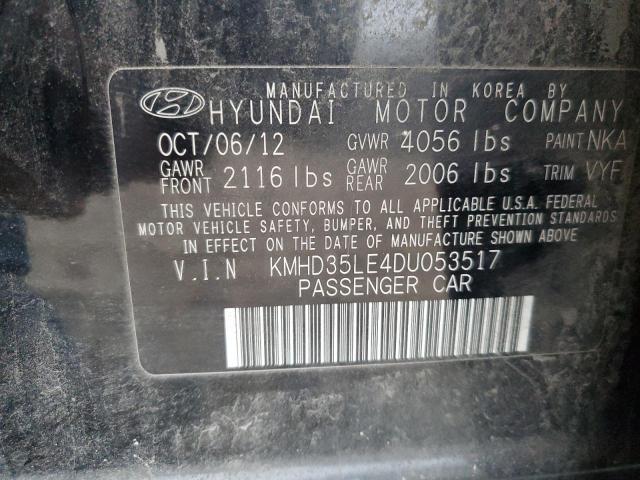 MANUFACTURED IN KOREA BY
HYUNDAI MOTOR COMPANY
OCT/06/12 GVWR 4056 lbs PAINT NKA
GAWR FRONT 2116 lbs GAWR REAR 2006 lbs TRIM VYF
THIS VEHICLE CONFORMS TO ALL APPLICABLE U.S.A. FEDERAL
MOTOR VEHICLE SAFETY, BUMPER, AND THEFT PREVENTION STANDARDS
IN EFFECT ON THE DATE OF MANUFACTURE SHOWN ABOVE
V.I.N KMHD35LE4DU053517
PASSENGER CAR